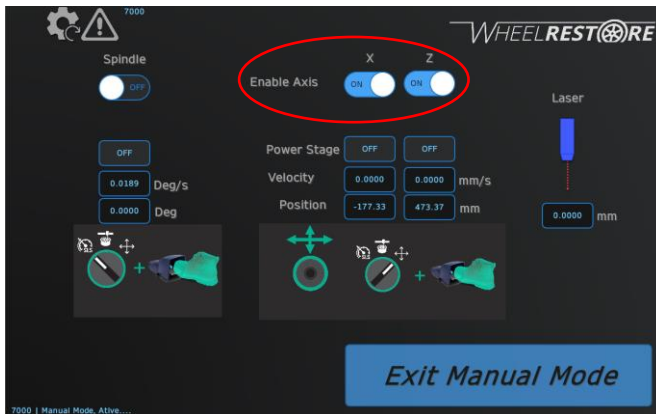 7000
WHEELRESTORE
Spindle
X Z
Enable Axis
OFF
ON ON
Laser
OFF
Power Stage OFF OFF
0.0189 Deg/s
Velocity 0.0000 0.0000 mm/s
0.0000 Deg
Position -177.33 473.37 mm
0.0000 mm
SLS
SLS
Exit Manual Mode
7000 | Manual Mode, Ative....